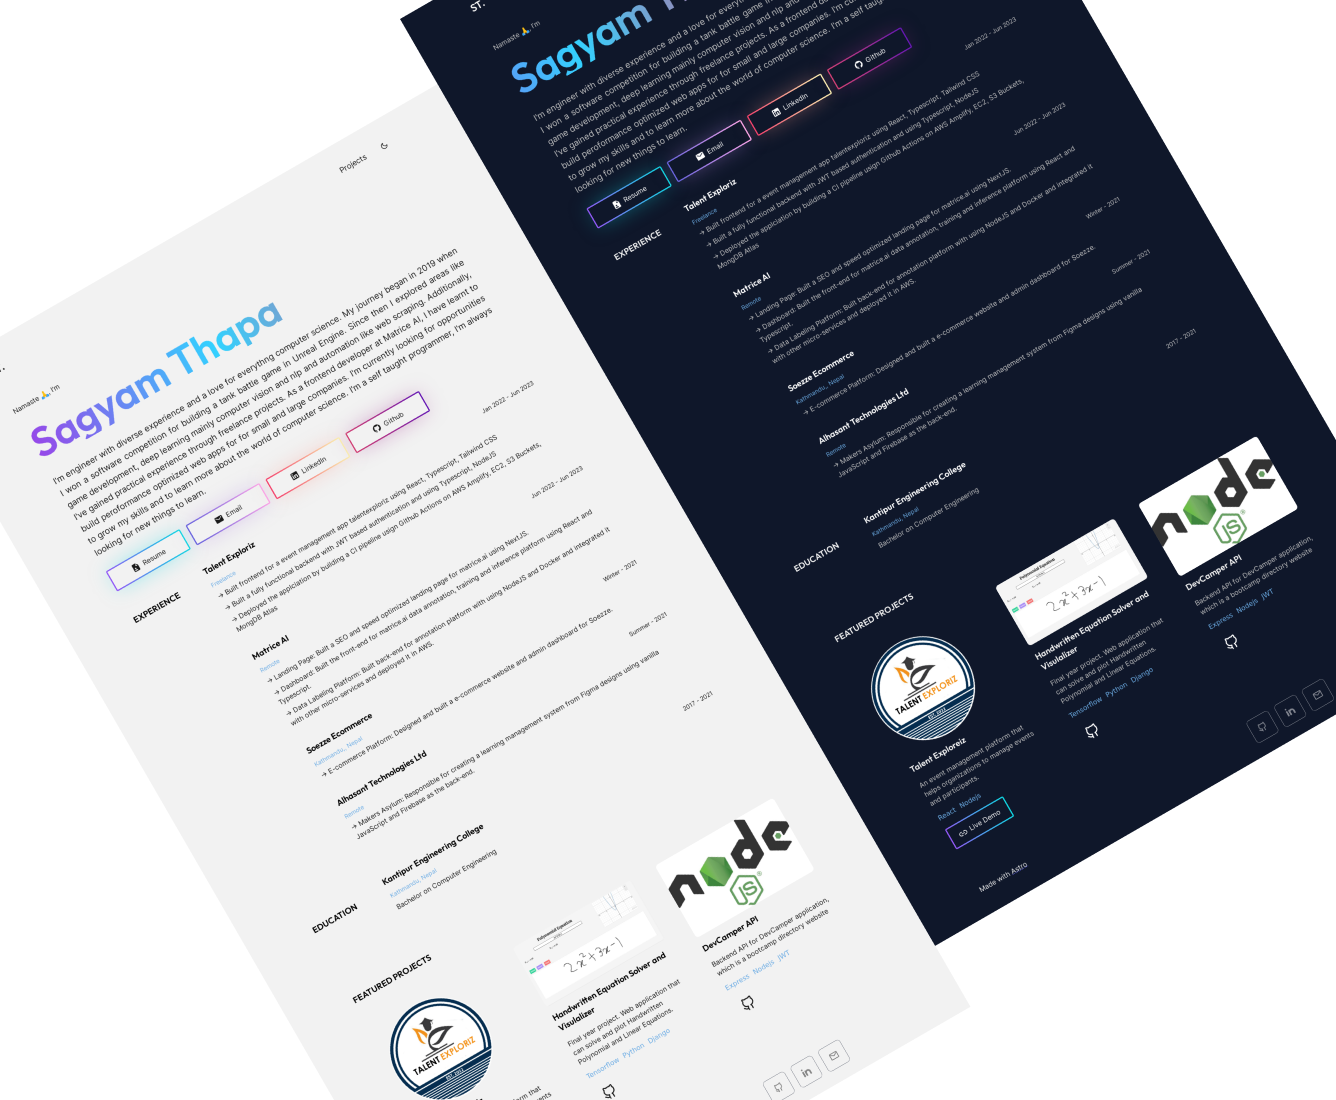 Projects
Namaste 🙏, I'm
Sagyam Thapa
I'm engineer with diverse experience and a love for everythng computer science. My journey began in 2019 when
I won a software competition for building a tank battle game in Unreal Engine. Since then I explored areas like
game development, deep learning mainly computer vision and nlp and automation like web scraping. Additionally,
I've gained practical experience through freelance projects. As a frontend developer at Matrice AI, I have learnt to
build peroformance optimized web apps for for small and large companies. I'm currently looking for opportunities
to grow my skills and to learn more about the world of computer science. I'm a self taught programmer, I'm always
looking for new things to learn.
Resume
Email
LinkedIn
Github
EXPERIENCE
Talent Exploriz
Jan 2022 - Jun 2023
Freelance
→ Built frontend for a event management app talentexploriz using React, Typescript, Tailwind CSS
→ Built a fully functional backend with JWT based authentication and using Typescript, NodeJS
→ Deployed the appliciation by building a CI pipeline usign Github Actions on AWS Amplify, EC2, S3 Buckets,
MongDB Atlas
Matrice AI
Jun 2022 - Jun 2023
Remote
→ Landing Page: Built a SEO and speed optimized landing page for matrice.ai using NextJS.
→ Dashboard: Built the front-end for matrice.ai data annotation, training and inference platform using React and
Typescript.
→ Data Labeling Platform: Built back-end for annotation platform with using NodeJS and Docker and integrated it
with other micro-services and deployed it in AWS.
Soezze Ecommerce
Winter - 2021
Kathmandu, Nepal
→ E-commerce Platform: Designed and built a e-commerce website and admin dashboard for Soezze.
Alhasant Technologies Ltd
Summer - 2021
Remote
→ Makers Asylum: Responsible for creating a learning management system from Figma designs using vanilla
JavaScript and Firebase as the back-end.
EDUCATION
Kantipur Engineering College
2017 - 2021
Kathmandu, Nepal
Bachelor on Computer Engineering
FEATURED PROJECTS
TALENT EXPLORIZ
EST. 2022
Polynomial Equation
2x²+3x-1
Handwritten Equation Solver and
Visulalizer
Final year project. Web application that
can solve and plot Handwritten
Polynomial and Linear Equations.
Tensorflow Python Django
node
JS
DevCamper API
Backend API for DevCamper application,
which is a bootcamp directory website
Express Nodejs JWT
in
ST.
Namaste 🙏, I'm
Sagyam
I'm engineer with diverse experience and a love for
I won a software competition for building a tank battle game in
game development, deep learning mainly computer vision and nlp and
I've gained practical experience through freelance projects. As a frontend
build peroformance optimized web apps for for small and large companies. I'm
to grow my skills and to learn more about the world of computer science. I'm a self taught
looking for new things to learn.
Resume
Email
LinkedIn
Github
EXPERIENCE
Talent Exploriz
Jan 2022 - Jun 2023
Freelance
→ Built frontend for a event management app talentexploriz using React, Typescript, Tailwind CSS
→ Built a fully functional backend with JWT based authentication and using Typescript, NodeJS
→ Deployed the appliciation by building a CI pipeline usign Github Actions on AWS Amplify, EC2, S3 Buckets,
MongDB Atlas
Matrice AI
Jun 2022 - Jun 2023
Remote
→ Landing Page: Built a SEO and speed optimized landing page for matrice.ai using NextJS.
→ Dashboard: Built the front-end for matrice.ai data annotation, training and inference platform using React and
Typescript.
→ Data Labeling Platform: Built back-end for annotation platform with using NodeJS and Docker and integrated it
with other micro-services and deployed it in AWS.
Soezze Ecommerce
Winter - 2021
Kathmandu, Nepal
→ E-commerce Platform: Designed and built a e-commerce website and admin dashboard for Soezze.
Alhasant Technologies Ltd
Summer - 2021
Remote
→ Makers Asylum: Responsible for creating a learning management system from Figma designs using vanilla
JavaScript and Firebase as the back-end.
EDUCATION
Kantipur Engineering College
2017 - 2021
Kathmandu, Nepal
Bachelor on Computer Engineering
FEATURED PROJECTS
TALENT EXPLORIZ
EST. 2022
Talent Exploreiz
An event management platform that
helps organizations to manage events
and participants.
React Nodejs
Live Demo
Polynomial Equation
2x²+3x-1
Handwritten Equation Solver and
Visulalizer
Final year project. Web application that
can solve and plot Handwritten
Polynomial and Linear Equations.
Tensorflow Python Django
node
JS
DevCamper API
Backend API for DevCamper application,
which is a bootcamp directory website
Express Nodejs JWT
Made with Astro
in